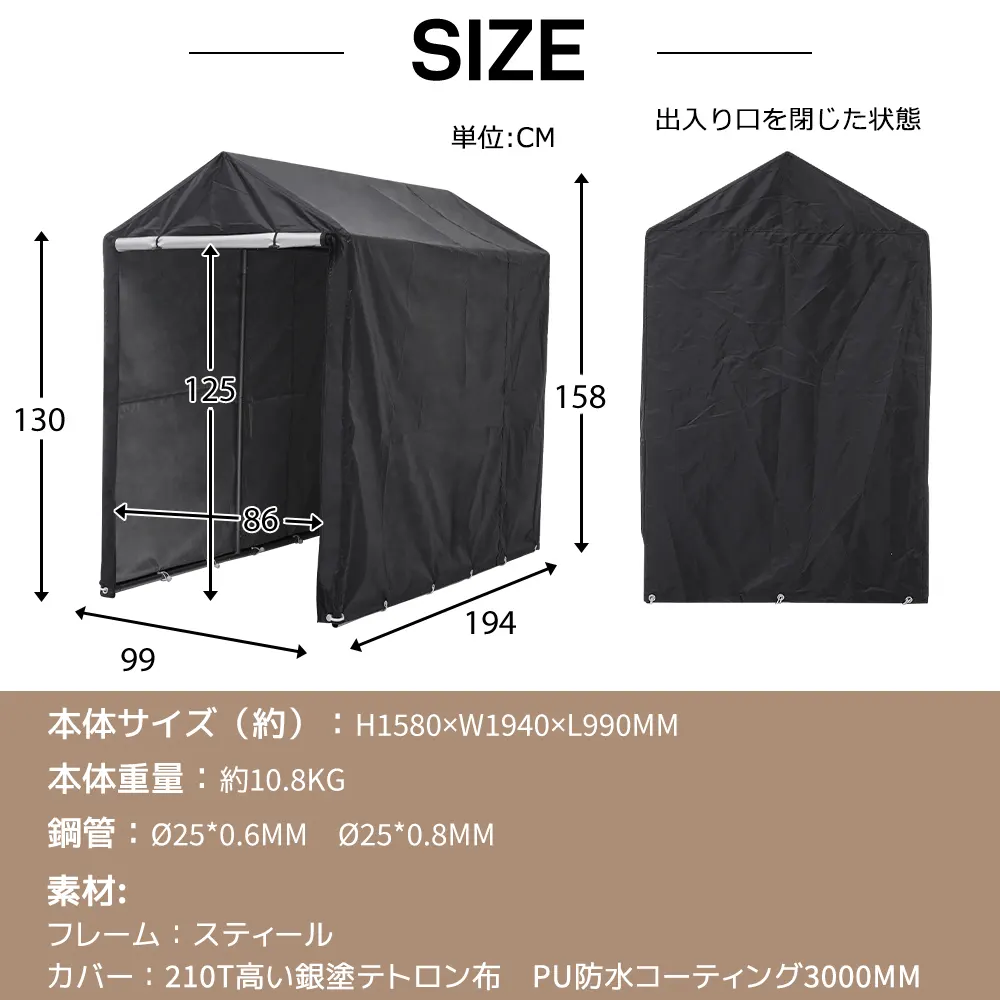 SIZE
単位:CM
出入り口を閉じた状態
130
125
86
158
99
194
本体サイズ（約）：H1580×W1940×L990MM
本体重量：約10.8KG
鋼管：Ø25*0.6MM　Ø25*0.8MM
素材:
フレーム：スティール
カバー：210T高い銀塗テトロン布　PU防水コーティング3000MM